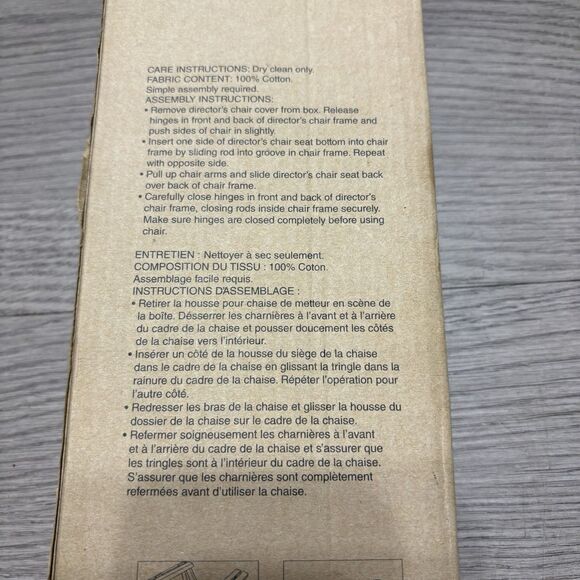 CARE INSTRUCTIONS: Dry clean only.
FABRIC CONTENT: 100% Cotton.
Simple assembly required.
ASSEMBLY INSTRUCTIONS:
• Remove director's chair cover from box. Release
hinges in front and back of director's chair frame and
push sides of chair in slightly.
• Insert one side of director's chair seat bottom into chair
frame by sliding rod into groove in chair frame. Repeat
with opposite side.
• Pull up chair arms and slide director's chair seat back
over back of chair frame.
• Carefully close hinges in front and back of director's
chair frame, closing rods inside chair frame securely.
Make sure hinges are closed completely before using
chair.
ENTRETIEN : Nettoyer à sec seulement.
COMPOSITION DU TISSU : 100% Coton.
Assemblage facile requis.
INSTRUCTIONS D'ASSEMBLAGE :
• Retirer la housse pour chaise de metteur en scène de
la boîte. Désserrer les charnières à l'avant et à l'arrière
du cadre de la chaise et pousser doucement les côtés
de la chaise vers l'intérieur.
• Insérer un côté de la housse du siège de la chaise
dans le cadre de la chaise en glissant la tringle dans la
rainure du cadre de la chaise. Répéter l'opération pour
l'autre côté.
• Redresser les bras de la chaise et glisser la housse du
dossier de la chaise sur le cadre de la chaise.
• Refermer soigneusement les charnières à l'avant
et à l'arrière du cadre de la chaise et s'assurer que
les tringles sont à l'intérieur du cadre de la chaise.
S'assurer que les charnières sont complètement
refermées avant d'utiliser la chaise.